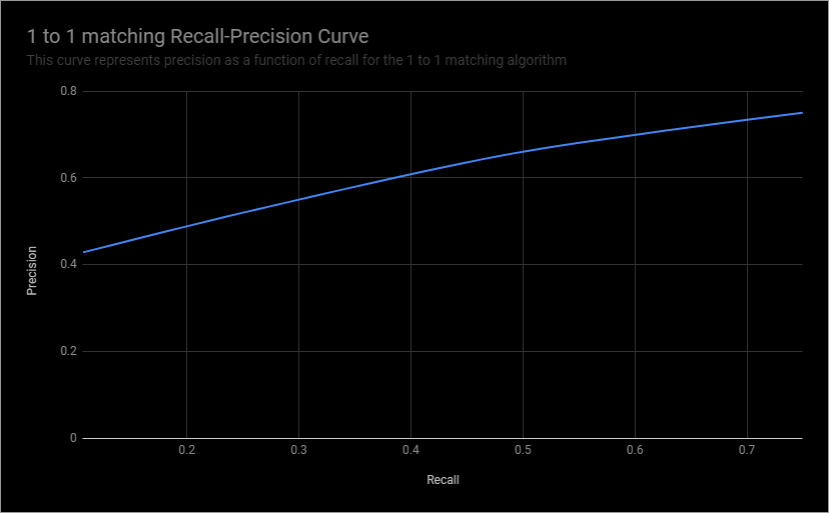 1 to 1 matching Recall-Precision Curve
This curve represents precision as a function of recall for the 1 to 1 matching algorithm
0.8
0.6
0.4
0.2
0
Precision
0.2 0.3 0.4 0.5 0.6 0.7
Recall